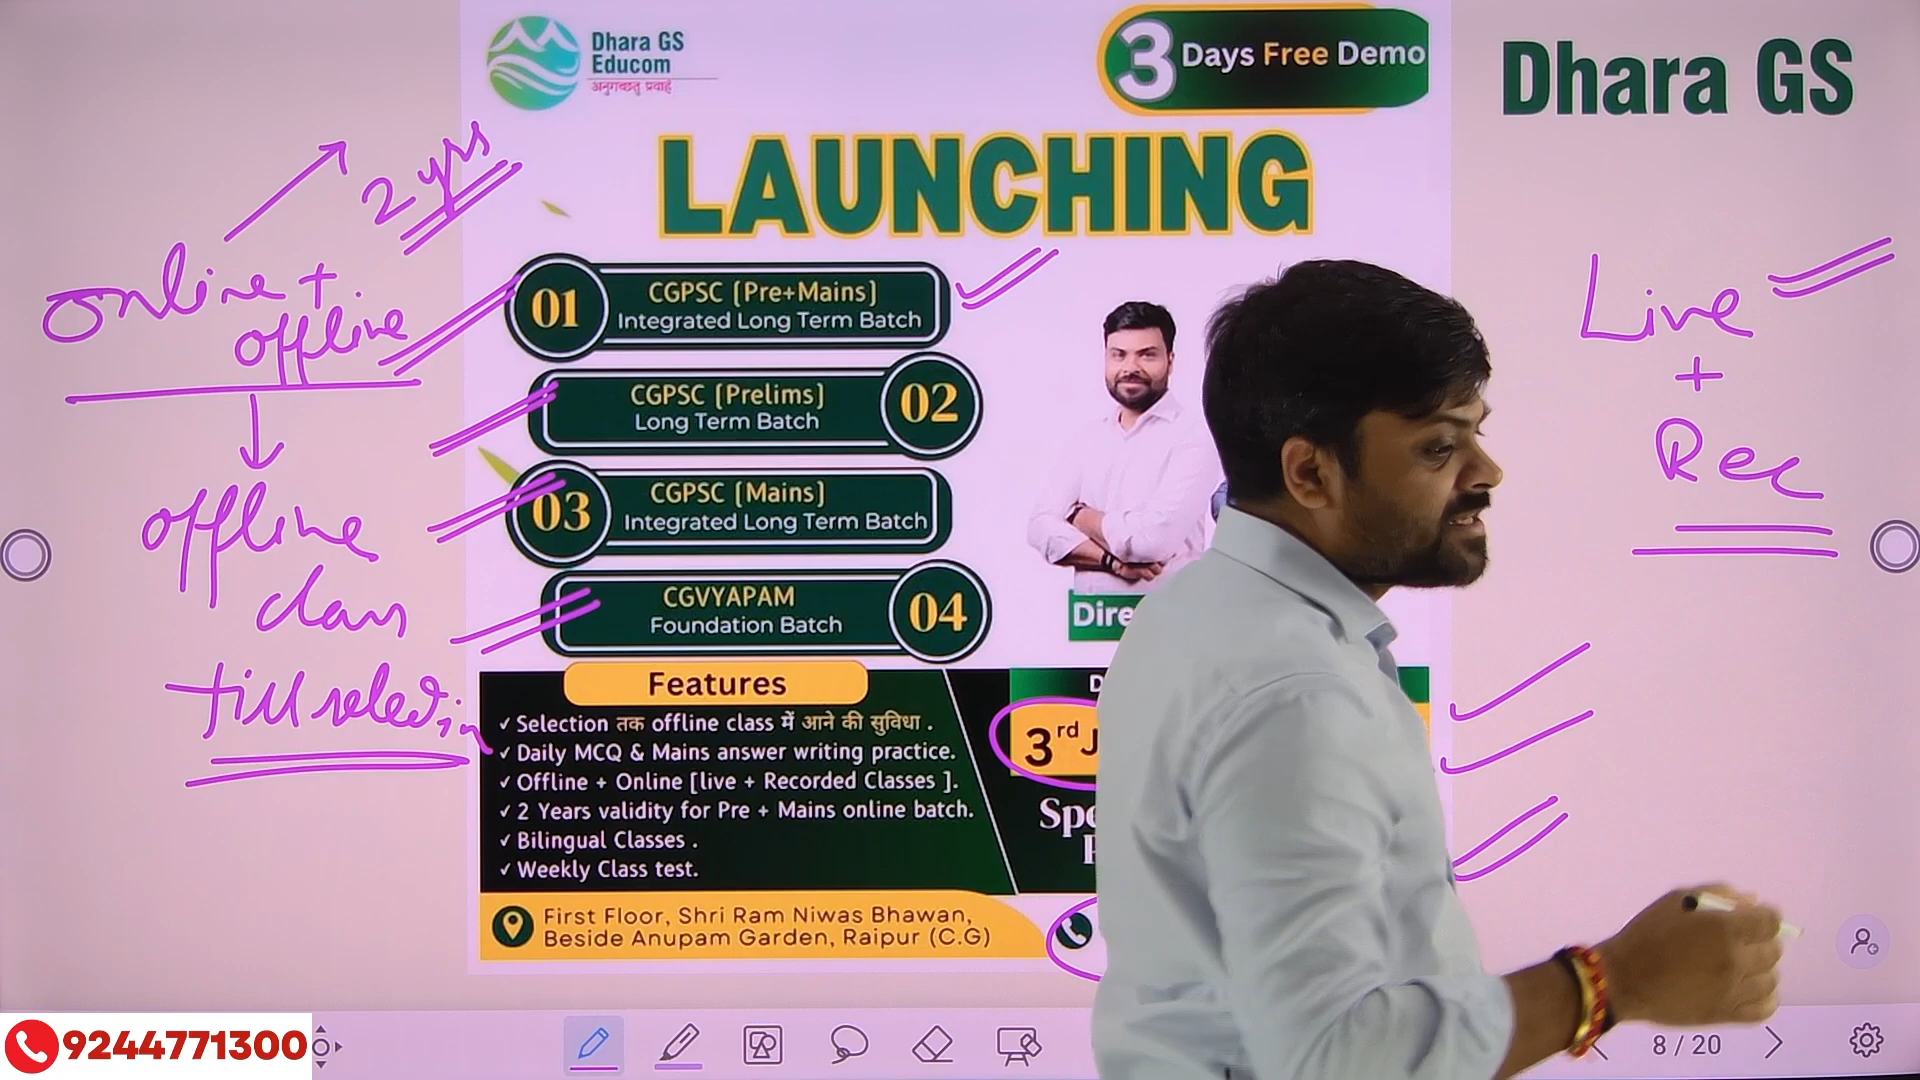 Dhara GS
Educom
अनुगच्छतु प्रवाहं
3 Days Free Demo
Dhara GS
LAUNCHING
2 yrs
online +
offline
offline
class
till selection
01
CGPSC [Pre+Mains]
Integrated Long Term Batch
CGPSC [Prelims]
Long Term Batch
02
03
CGPSC [Mains]
Integrated Long Term Batch
CGVYAPAM
Foundation Batch
04
Live
+
Rec
Features
✓ Selection तक offline class में आने की सुविधा .
✓ Daily MCQ & Mains answer writing practice.
✓ Offline + Online [live + Recorded Classes ].
✓ 2 Years validity for Pre + Mains online batch.
✓ Bilingual Classes .
✓ Weekly Class test.
3rd
First Floor, Shri Ram Niwas Bhawan,
Beside Anupam Garden, Raipur (C.G)
9244771300
8 / 20